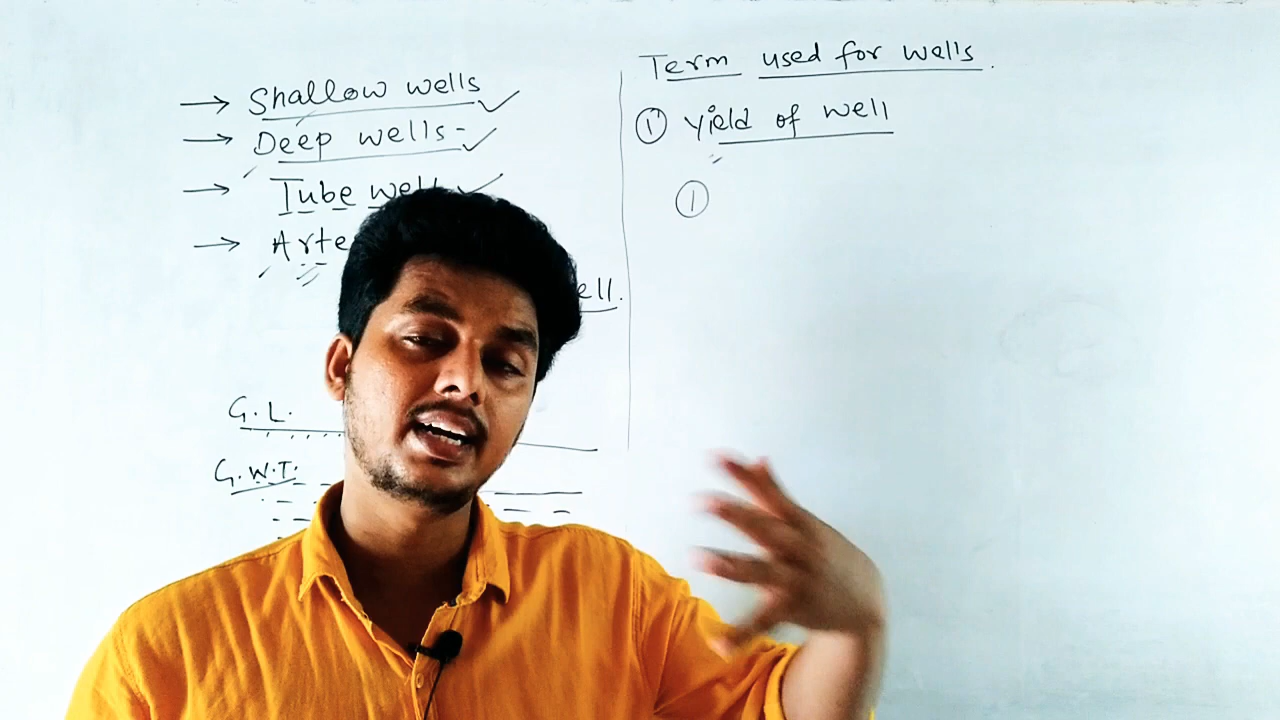 → Shallow wells ✓
→ Deep wells - ✓
→ Tube well ✓
→ Arte
ell.
G.L.
G.W.T.
Term used for wells.
① Yield of well
①